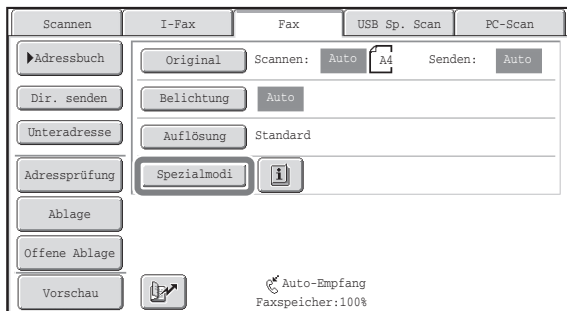 Scannen I-Fax Fax USB Sp. Scan PC-Scan
Adressbuch Original Scannen: Auto A4 Senden: Auto
Dir. senden Belichtung Auto
Unteradresse Auflösung Standard
Adressprüfung Spezialmodi
Ablage
Offene Ablage
Vorschau Auto-Empfang
Faxspeicher:100%